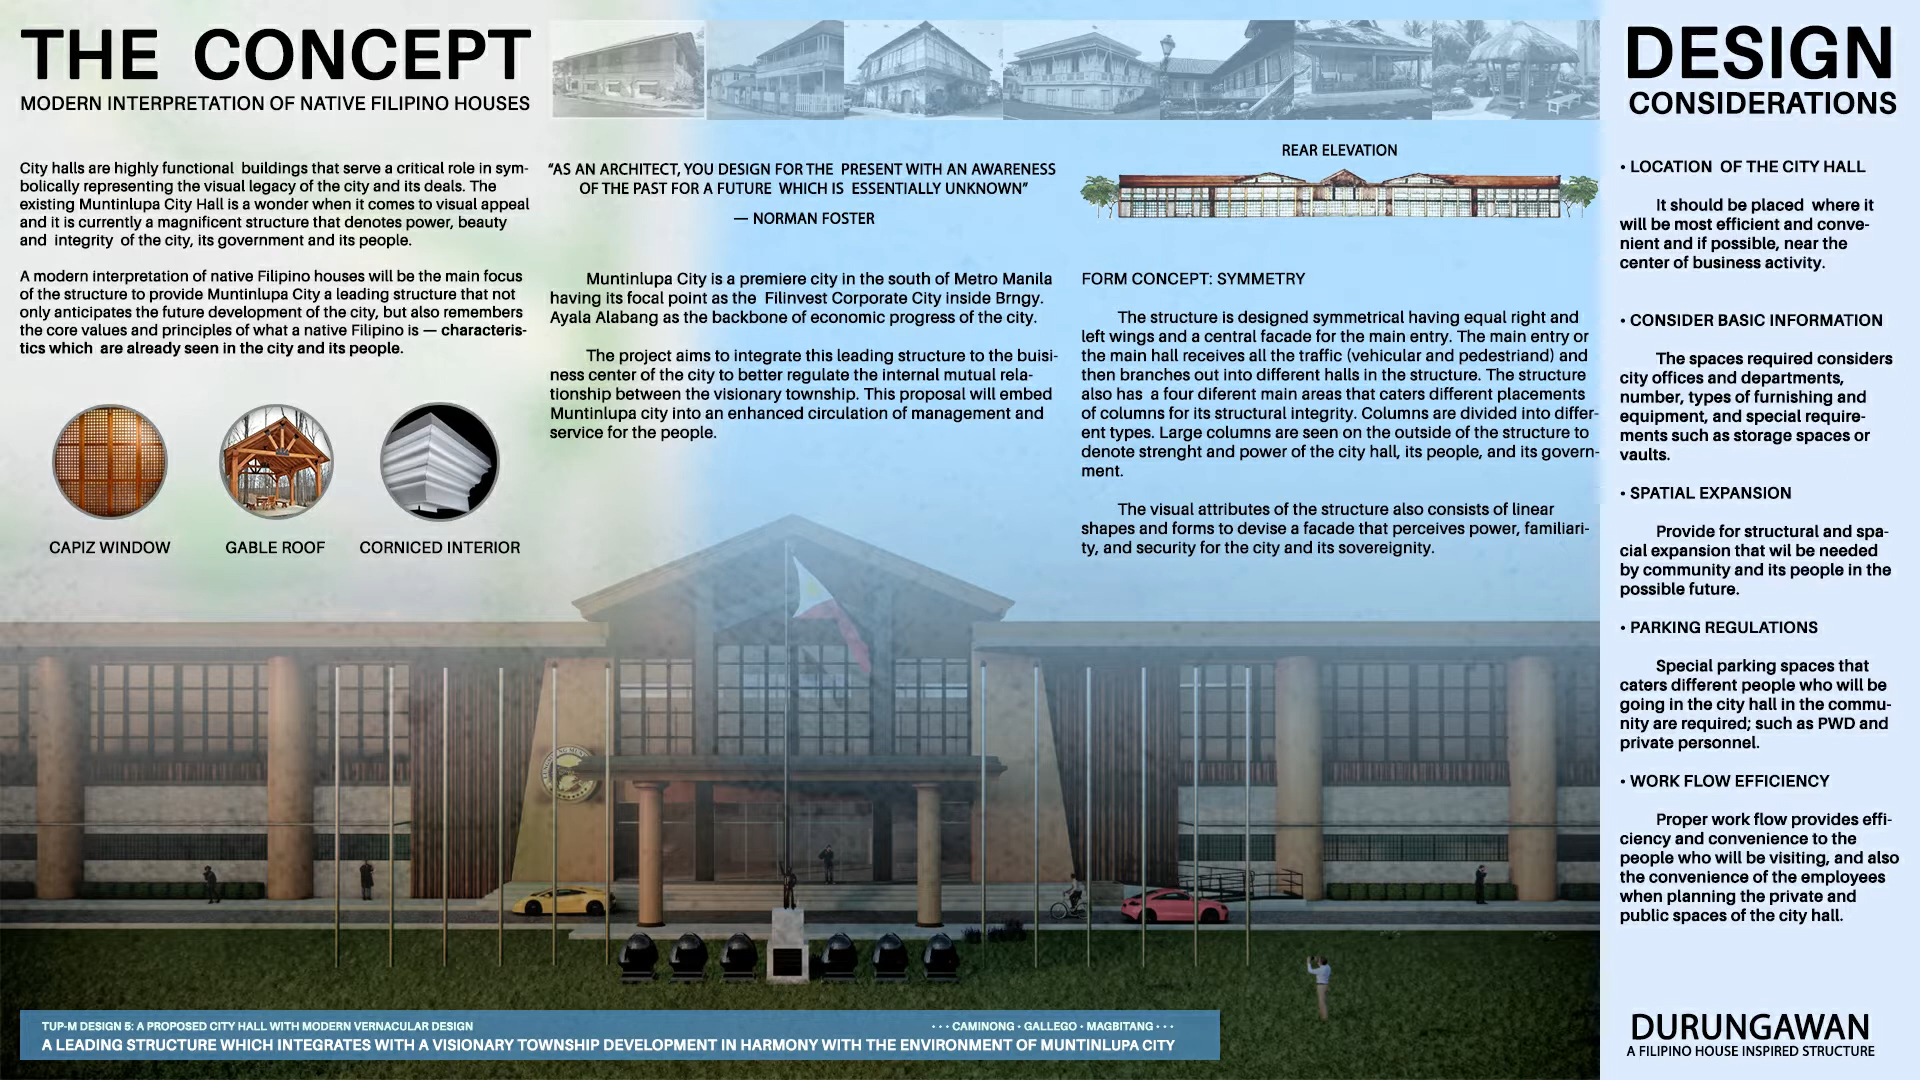 THE CONCEPT
MODERN INTERPRETATION OF NATIVE FILIPINO HOUSES
City halls are highly functional buildings that serve a critical role in sym-
bolically representing the visual legacy of the city and its deals. The
existing Muntinlupa City Hall is a wonder when it comes to visual appeal
and it is currently a magnificent structure that denotes power, beauty
and integrity of the city, its government and its people.
A modern interpretation of native Filipino houses will be the main focus
of the structure to provide Muntinlupa City a leading structure that not
only anticipates the future development of the city, but also remembers
the core values and principles of what a native Filipino is — characteris-
tics which are already seen in the city and its people.
CAPIZ WINDOW
GABLE ROOF
CORNICED INTERIOR
“AS AN ARCHITECT, YOU DESIGN FOR THE PRESENT WITH AN AWARENESS
OF THE PAST FOR A FUTURE WHICH IS ESSENTIALLY UNKNOWN”
— NORMAN FOSTER
Muntinlupa City is a premiere city in the south of Metro Manila
having its focal point as the Filinvest Corporate City inside Brngy.
Ayala Alabang as the backbone of economic progress of the city.
The project aims to integrate this leading structure to the buisi-
ness center of the city to better regulate the internal mutual rela-
tionship between the visionary township. This proposal will embed
Muntinlupa city into an enhanced circulation of management and
service for the people.
REAR ELEVATION
FORM CONCEPT: SYMMETRY
The structure is designed symmetrical having equal right and
left wings and a central facade for the main entry. The main entry or
the main hall receives all the traffic (vehicular and pedestriand) and
then branches out into different halls in the structure. The structure
also has a four diferent main areas that caters different placements
of columns for its structural integrity. Columns are divided into differ-
ent types. Large columns are seen on the outside of the structure to
denote strenght and power of the city hall, its people, and its govern-
ment.
The visual attributes of the structure also consists of linear
shapes and forms to devise a facade that perceives power, familiari-
ty, and security for the city and its sovereignity.
DESIGN
CONSIDERATIONS
• LOCATION OF THE CITY HALL
It should be placed where it
will be most efficient and conve-
nient and if possible, near the
center of business activity.
• CONSIDER BASIC INFORMATION
The spaces required considers
city offices and departments,
number, types of furnishing and
equipment, and special require-
ments such as storage spaces or
vaults.
• SPATIAL EXPANSION
Provide for structural and spa-
cial expansion that wil be needed
by community and its people in the
possible future.
• PARKING REGULATIONS
Special parking spaces that
caters different people who will be
going in the city hall in the commu-
nity are required; such as PWD and
private personnel.
• WORK FLOW EFFICIENCY
Proper work flow provides effi-
ciency and convenience to the
people who will be visiting, and also
the convenience of the employees
when planning the private and
public spaces of the city hall.
TUP-M DESIGN 5: A PROPOSED CITY HALL WITH MODERN VERNACULAR DESIGN
• • • CAMINONG • GALLEGO • MAGBITANG • • •
A LEADING STRUCTURE WHICH INTEGRATES WITH A VISIONARY TOWNSHIP DEVELOPMENT IN HARMONY WITH THE ENVIRONMENT OF MUNTINLUPA CITY
DURUNGAWAN
A FILIPINO HOUSE INSPIRED STRUCTURE